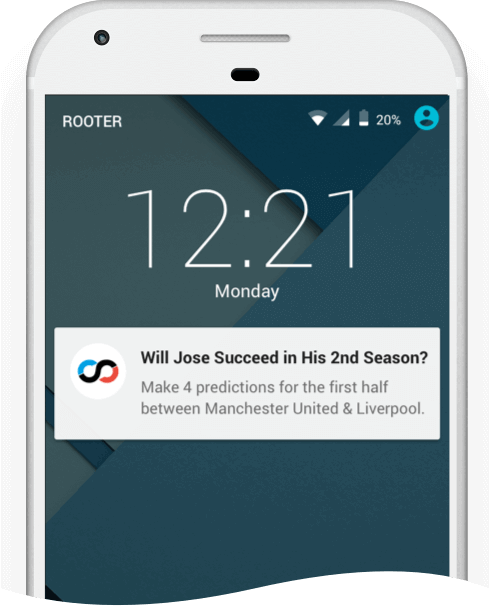 ROOTER
20%
12:21
Monday
Will Jose Succeed in His 2nd Season?
Make 4 predictions for the first half
between Manchester United & Liverpool.